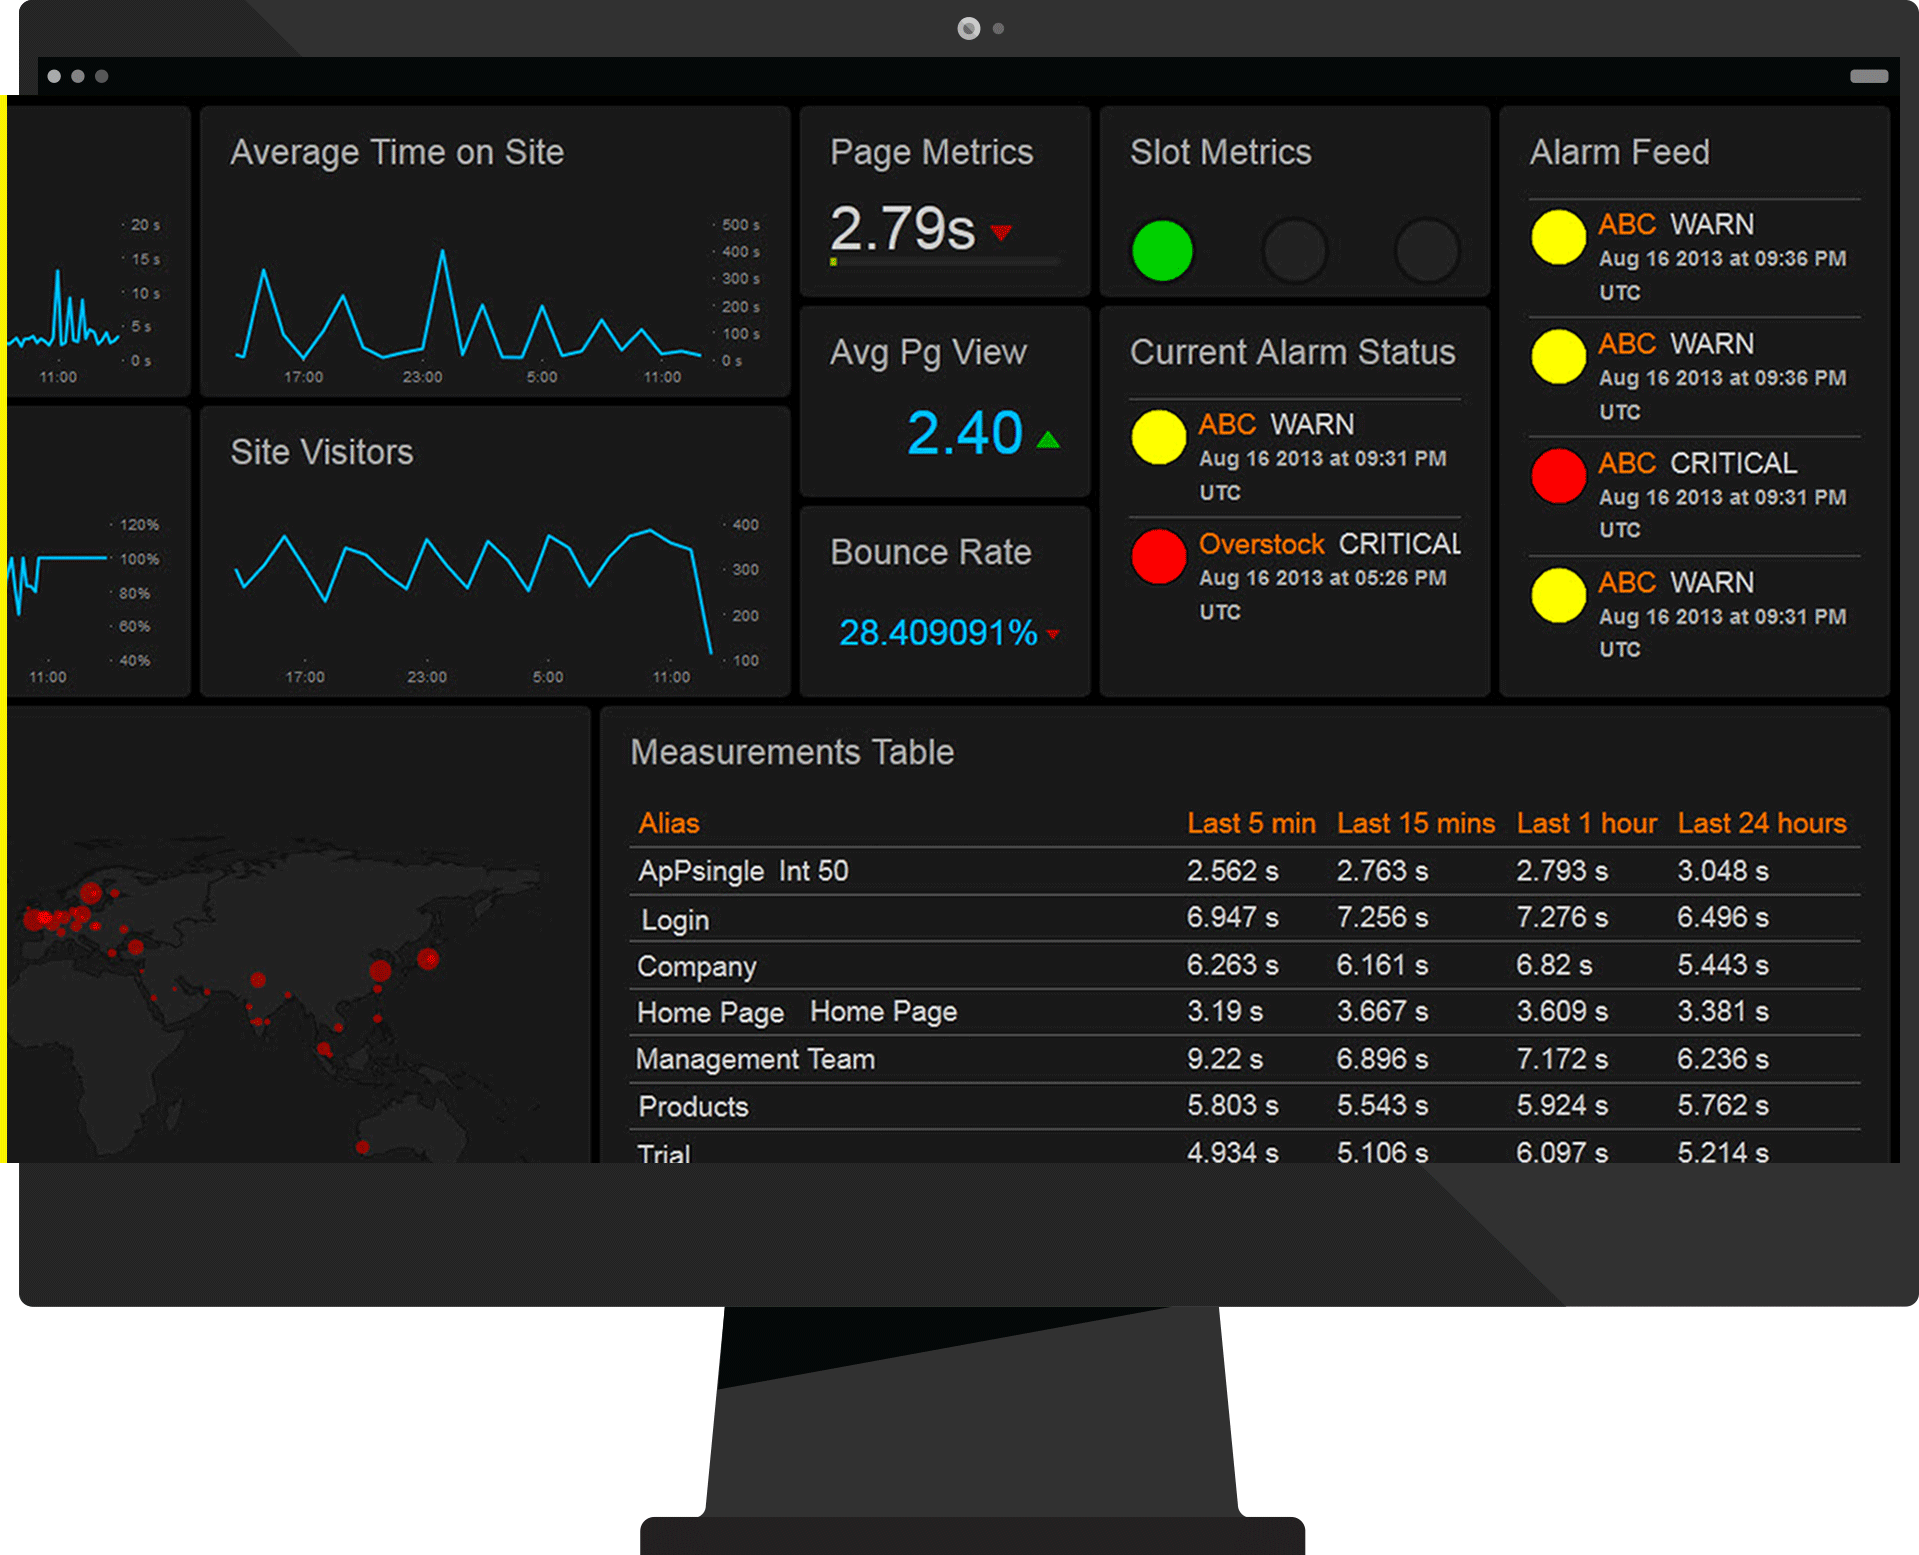 20 s
15 s
10 s
5 s
0 s
11:00
Average Time on Site
500 s
400 s
300 s
200 s
100 s
0 s
17:00 23:00 5:00 11:00
Page Metrics
2.79s
Slot Metrics
Alarm Feed
ABC WARN
Aug 16 2013 at 09:36 PM
UTC
ABC WARN
Aug 16 2013 at 09:36 PM
UTC
ABC CRITICAL
Aug 16 2013 at 09:31 PM
UTC
ABC WARN
Aug 16 2013 at 09:31 PM
UTC
Avg Pg View
2.40
Current Alarm Status
ABC WARN
Aug 16 2013 at 09:31 PM
UTC
Overstock CRITICAL
Aug 16 2013 at 05:26 PM
UTC
120%
100%
80%
60%
40%
11:00
Site Visitors
400
300
200
100
17:00 23:00 5:00 11:00
Bounce Rate
28.409091%
Measurements Table
Alias Last 5 min Last 15 mins Last 1 hour Last 24 hours
ApPsingle Int 50 2.562 s 2.763 s 2.793 s 3.048 s
Login 6.947 s 7.256 s 7.276 s 6.496 s
Company 6.263 s 6.161 s 6.82 s 5.443 s
Home Page Home Page 3.19 s 3.667 s 3.609 s 3.381 s
Management Team 9.22 s 6.896 s 7.172 s 6.236 s
Products 5.803 s 5.543 s 5.924 s 5.762 s
Trial 4.934 s 5.106 s 6.097 s 5.214 s